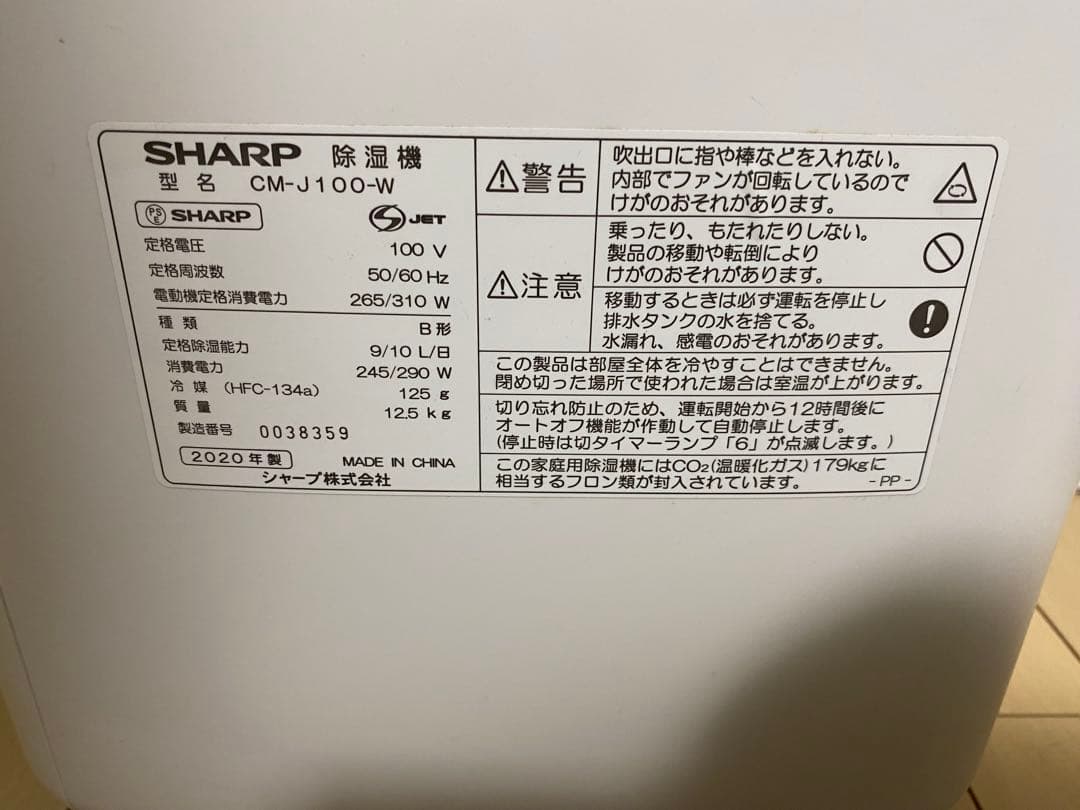 SHARP 除湿機
型名 CM-J100-W
PSE SHARP
S JET
定格電圧 100 V
定格周波数 50/60 Hz
電動機定格消費電力 265/310 W
種類 B形
定格除湿能力 9/10 L/日
消費電力 245/290 W
冷媒 (HFC-134a) 125 g
質量 12.5 kg
製造番号 0038359
2020年製 MADE IN CHINA
シャープ株式会社
警告
吹出口に指や棒などを入れない。
内部でファンが回転しているので
けがのおそれがあります。
注意
乗ったり、もたれたりしない。
製品の移動や転倒により
けがのおそれがあります。
移動するときは必ず運転を停止し
排水タンクの水を捨てる。
水漏れ、感電のおそれがあります。
この製品は部屋全体を冷やすことはできません。
閉め切った場所で使われた場合は室温が上がります。
切り忘れ防止のため、運転開始から12時間後に
オートオフ機能が作動して自動停止します。
(停止時は切タイマーランプ「6」が点滅します。)
この家庭用除湿機にはCO₂(温暖化ガス)179kgに
相当するフロン類が封入されています。 -PP-